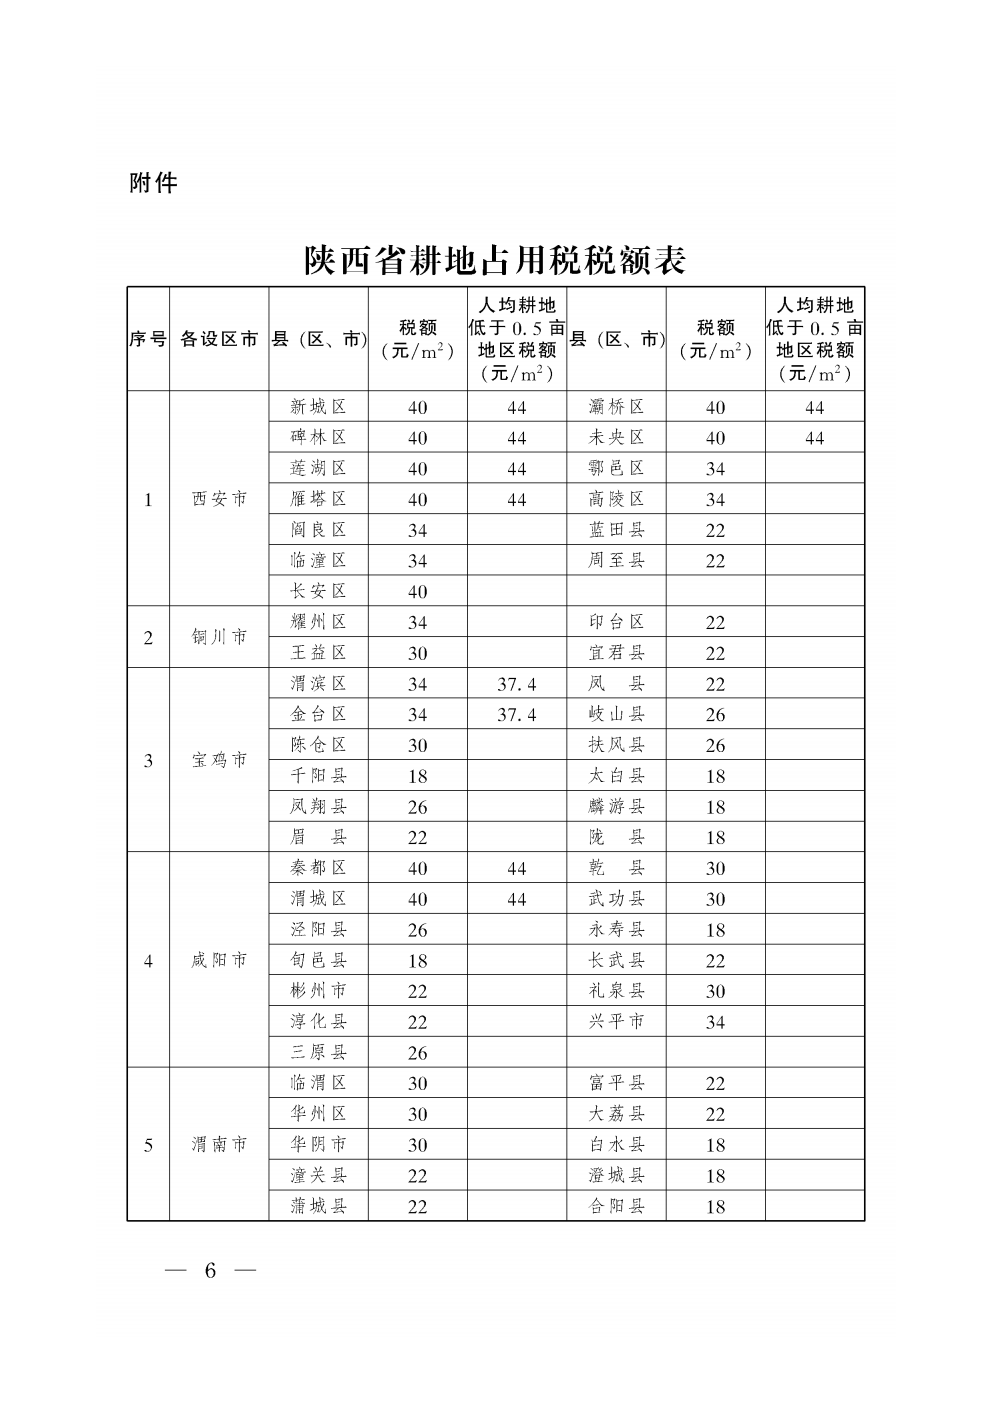 附件
陕西省耕地占用税税额表
序号 各设区市 县（区、市） 税额（元/m²） 人均耕地低于0.5亩地区税额（元/m²） 县（区、市） 税额（元/m²） 人均耕地低于0.5亩地区税额（元/m²）
1 西安市 新城区 40 44 灞桥区 40 44
碑林区 40 44 未央区 40 44
莲湖区 40 44 鄠邑区 34
雁塔区 40 44 高陵区 34
阎良区 34 蓝田县 22
临潼区 34 周至县 22
长安区 40
2 铜川市 耀州区 34 印台区 22
王益区 30 宜君县 22
3 宝鸡市 渭滨区 34 37.4 凤 县 22
金台区 34 37.4 岐山县 26
陈仓区 30 扶风县 26
千阳县 18 太白县 18
凤翔县 26 麟游县 18
眉 县 22 陇 县 18
4 咸阳市 秦都区 40 44 乾 县 30
渭城区 40 44 武功县 30
泾阳县 26 永寿县 18
旬邑县 18 长武县 22
彬州市 22 礼泉县 30
淳化县 22 兴平市 34
三原县 26
5 渭南市 临渭区 30 富平县 22
华州区 30 大荔县 22
华阴市 30 白水县 18
潼关县 22 澄城县 18
蒲城县 22 合阳县 18
— 6 —